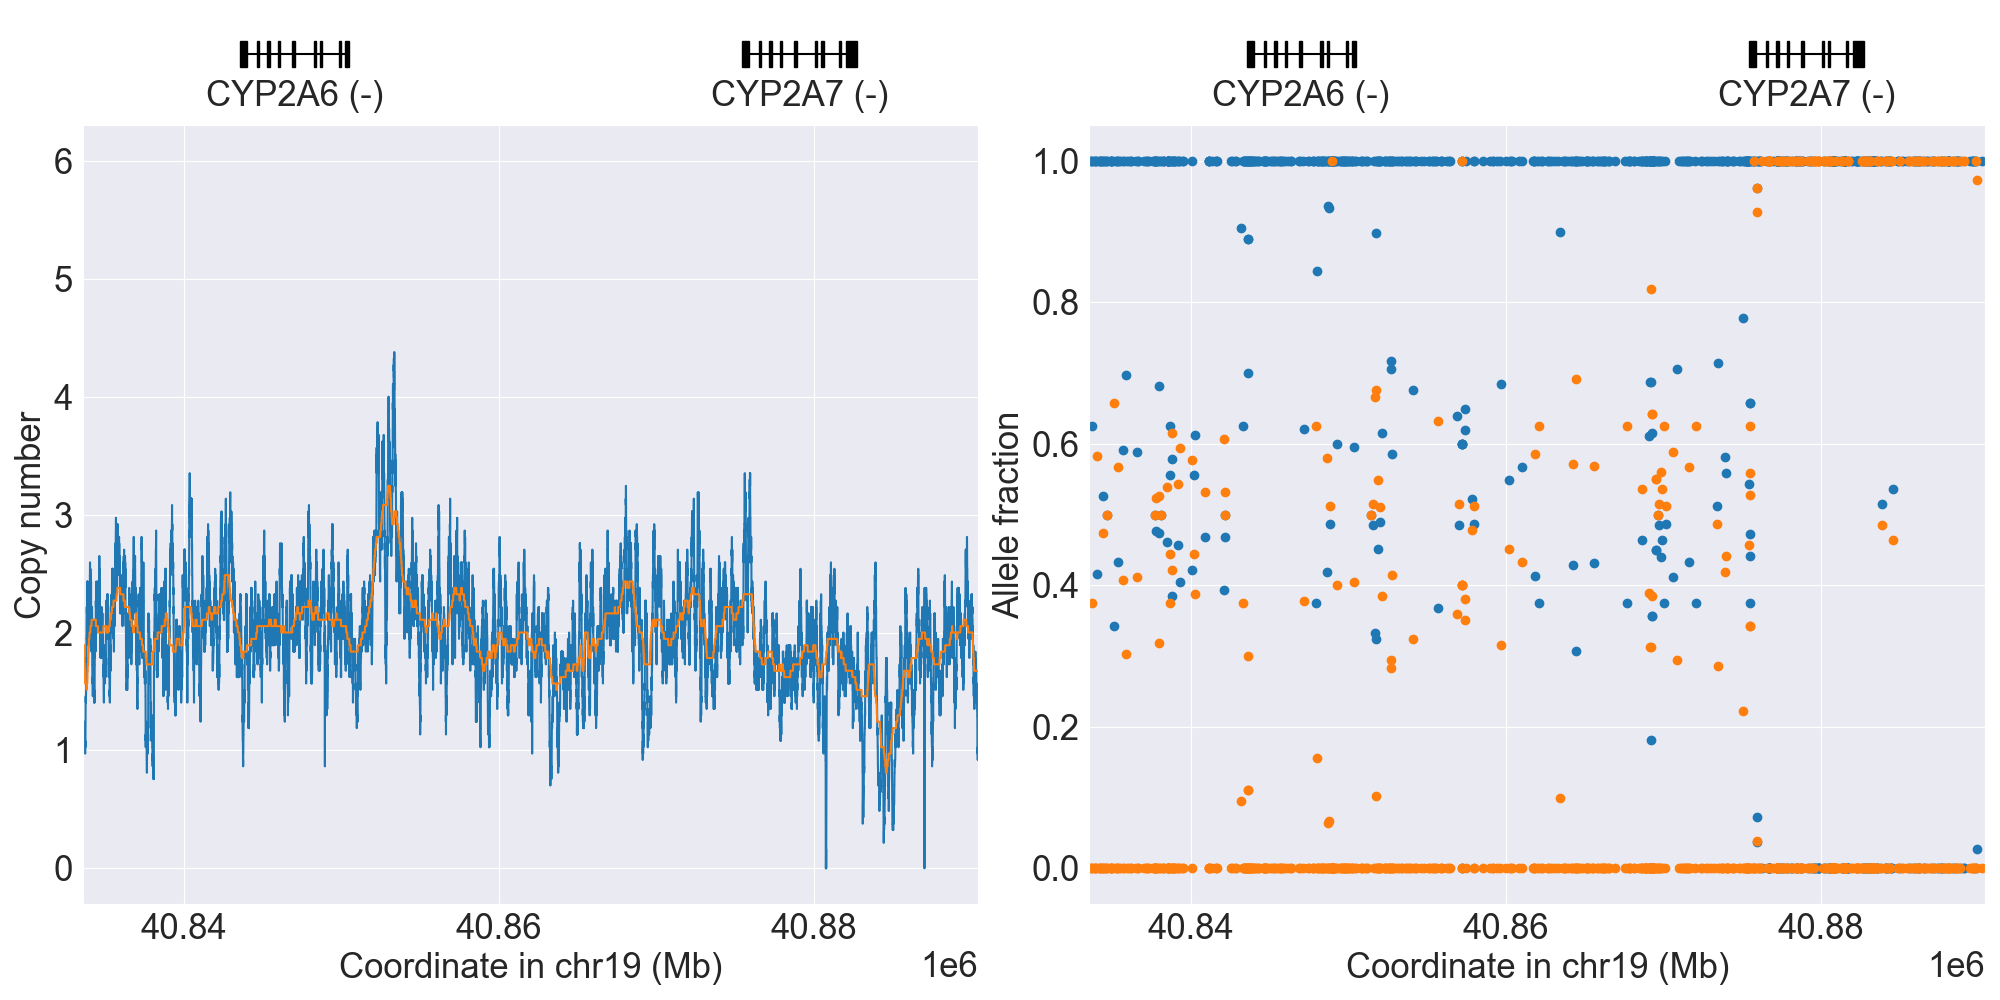 CYP2A6 (-) CYP2A7 (-)
Copy number
6
5
4
3
2
1
0
40.84 40.86 40.88
Coordinate in chr19 (Mb) 1e6
CYP2A6 (-) CYP2A7 (-)
Allele fraction
1.0
0.8
0.6
0.4
0.2
0.0
40.84 40.86 40.88
Coordinate in chr19 (Mb) 1e6